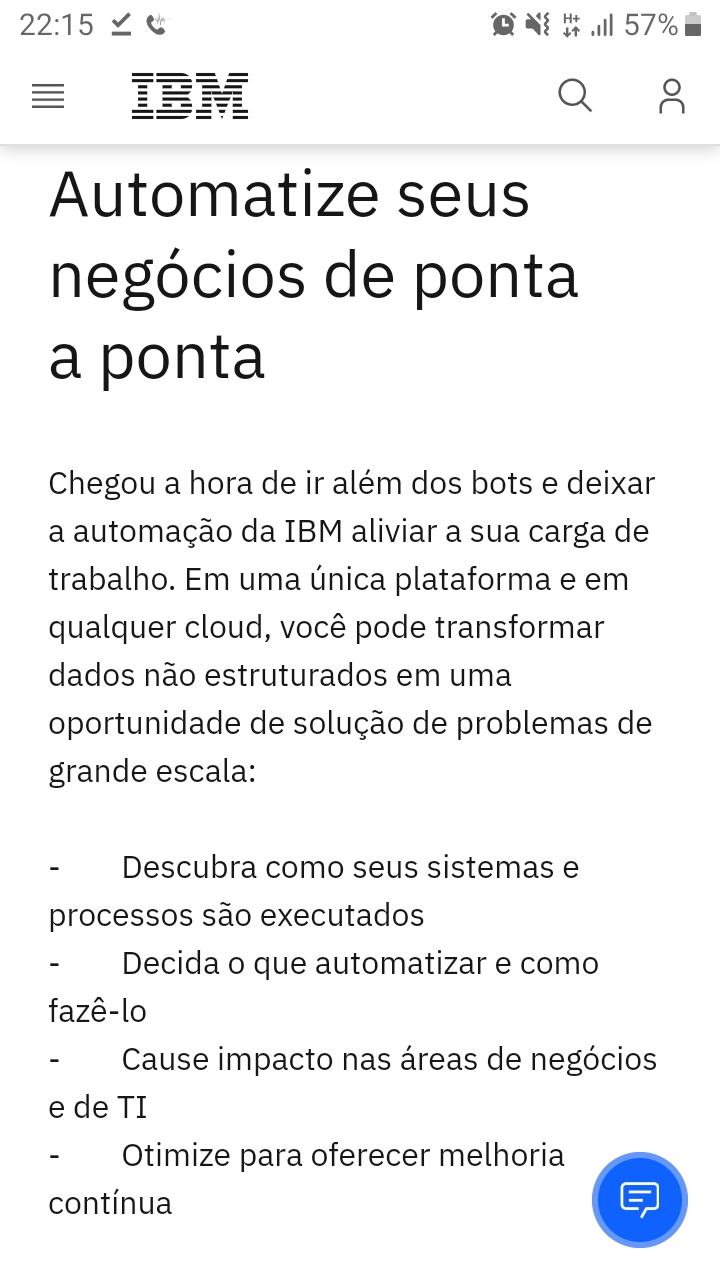 22:15
H+
57%
IBM
Automatize seus
negócios de ponta
a ponta
Chegou a hora de ir além dos bots e deixar
a automação da IBM aliviar a sua carga de
trabalho. Em uma única plataforma e em
qualquer cloud, você pode transformar
dados não estruturados em uma
oportunidade de solução de problemas de
grande escala:
- Descubra como seus sistemas e
processos são executados
- Decida o que automatizar e como
fazê-lo
- Cause impacto nas áreas de negócios
e de TI
- Otimize para oferecer melhoria
contínua